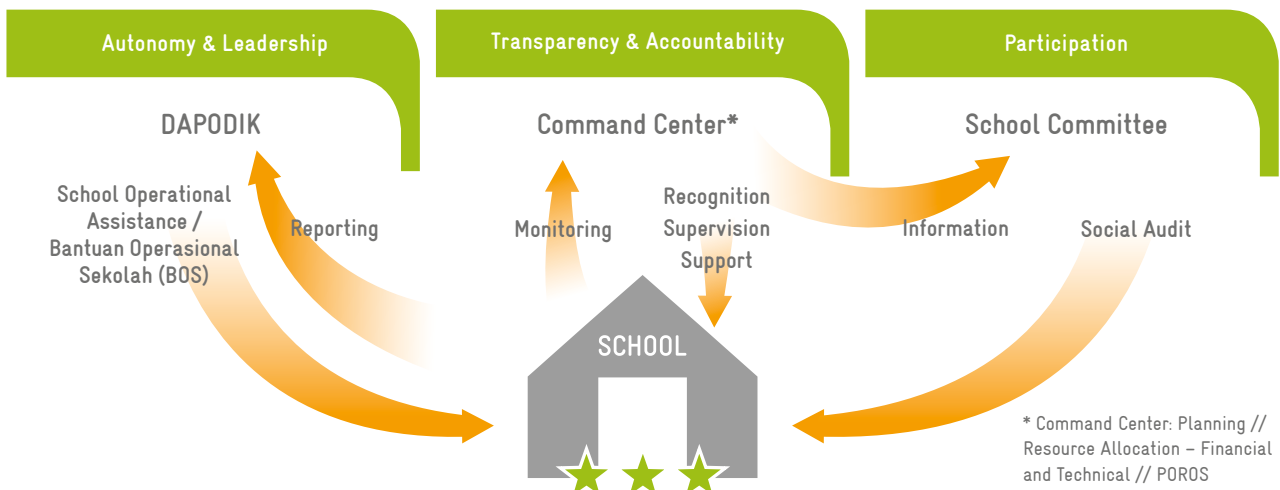 Autonomy & Leadership
Transparency & Accountability
Participation
DAPODIK
Command Center*
School Committee
School Operational
Assistance /
Bantuan Operasional
Sekolah (BOS)
Reporting
Monitoring
Recognition
Supervision
Support
Information
Social Audit
SCHOOL
* Command Center: Planning //
Resource Allocation – Financial
and Technical // POROS